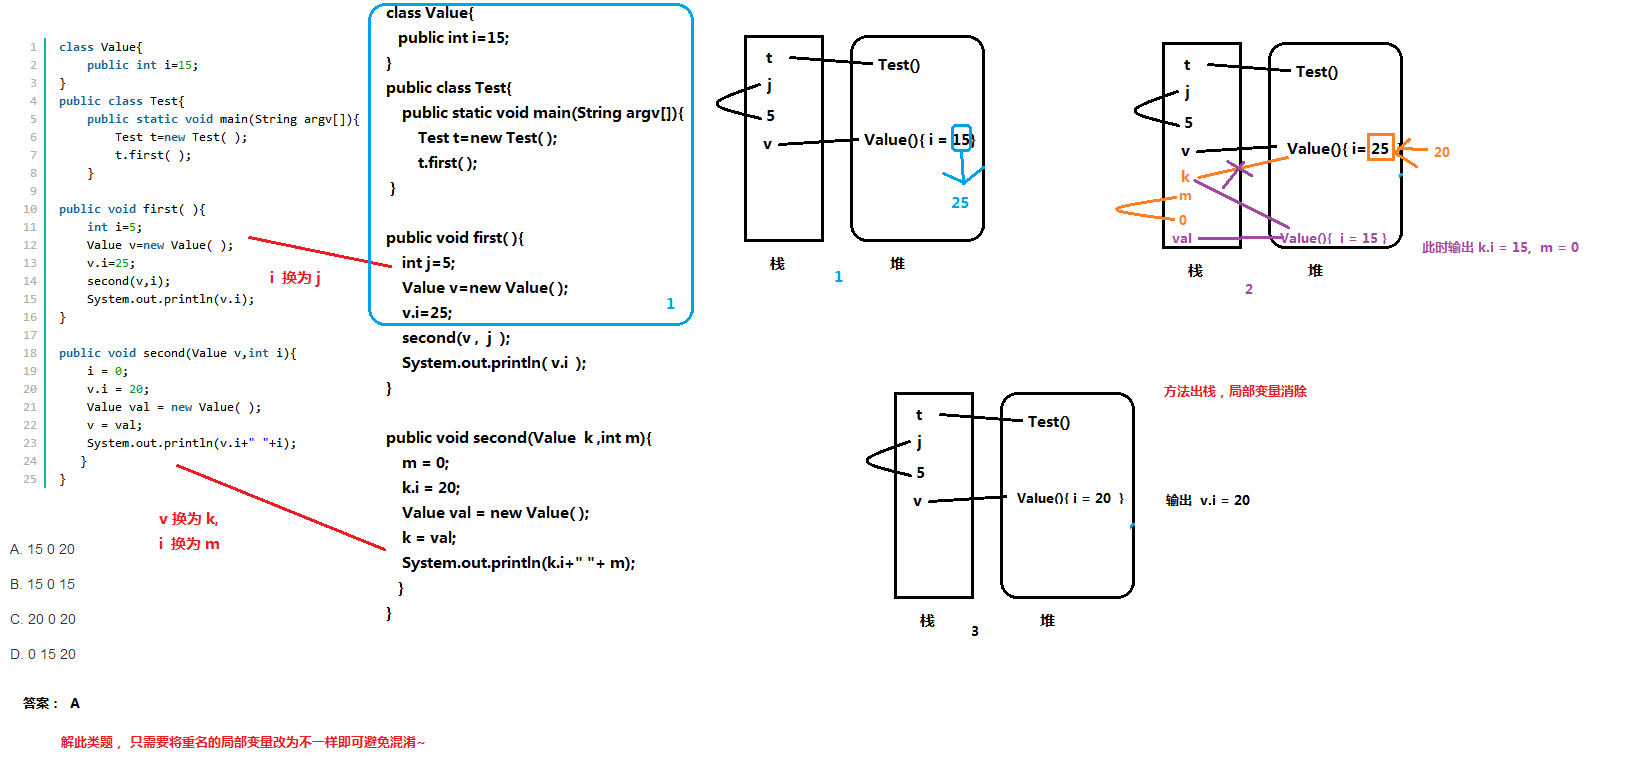 1 class Value{
2 public int i=15;
3 }
4 public class Test{
5 public static void main(String argv[]){
6 Test t=new Test( );
7 t.first( );
8 }
9
10 public void first( ){
11 int i=5;
12 Value v=new Value( );
13 v.i=25;
14 second(v,i);
15 System.out.println(v.i);
16 }
17
18 public void second(Value v,int i){
19 i = 0;
20 v.i = 20;
21 Value val = new Value( );
22 v = val;
23 System.out.println(v.i+" "+i);
24 }
25 }
i 换为 j
v 换为 k,
i 换为 m
A. 15 0 20
B. 15 0 15
C. 20 0 20
D. 0 15 20
答案： A
解此类题 ，只需要将重名的局部变量改为不一样即可避免混淆~
class Value{
public int i=15;
}
public class Test{
public static void main(String argv[]){
Test t=new Test( );
t.first( );
}
public void first( ){
int j=5;
Value v=new Value( );
v.i=25;
1
second(v , j );
System.out.println( v.i );
}
public void second(Value k ,int m){
m = 0;
k.i = 20;
Value val = new Value( );
k = val;
System.out.println(k.i+" "+ m);
}
}
t
Test()
j
5
v
Value(){ i = 15}
25
栈
堆
1
t
Test()
j
5
v
Value(){ i= 25
20
k
m
0
val
Value(){ i = 15 }
此时输出 k.i = 15, m = 0
栈
堆
2
方法出栈，局部变量消除
t
Test()
j
5
v
Value(){ i = 20 }
输出 v.i = 20
栈
堆
3